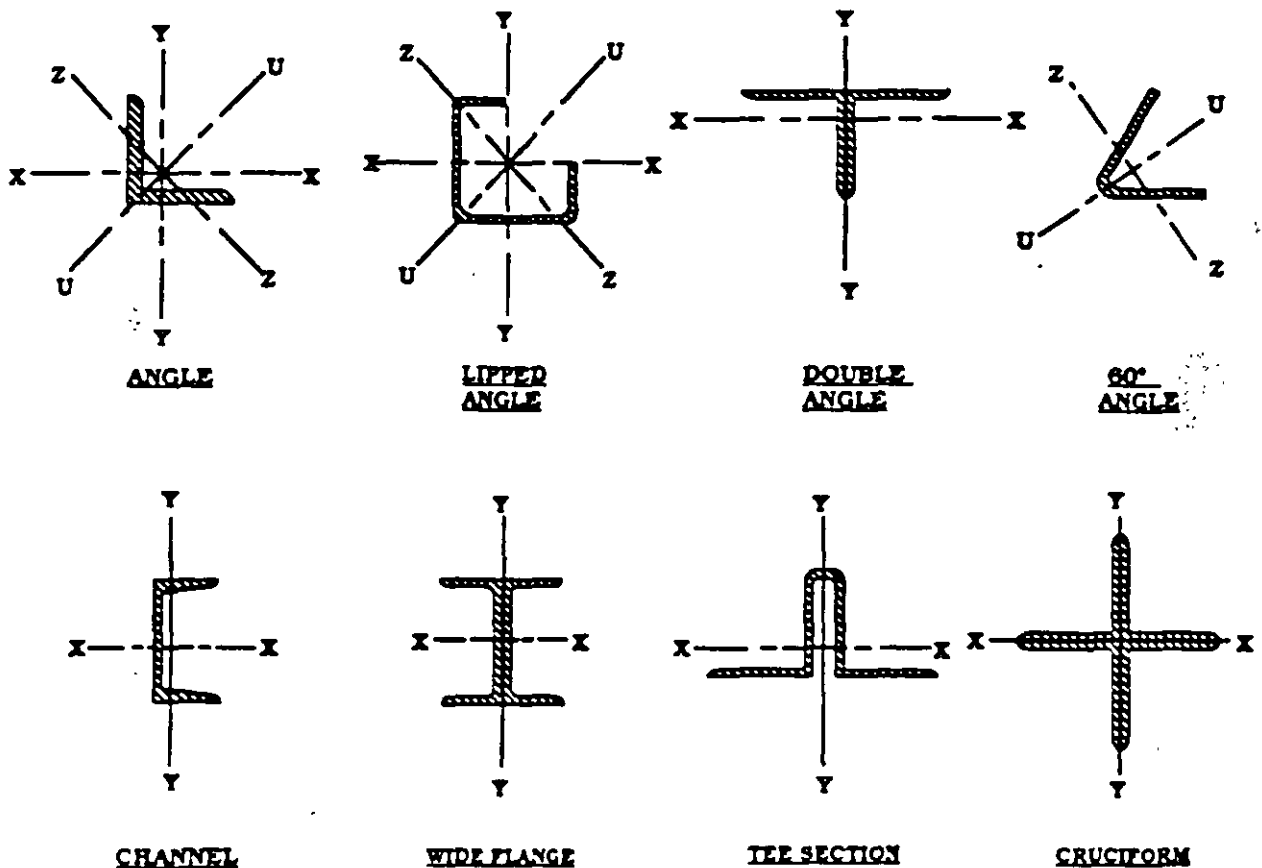 Y
Y
Y
Z
U
Z
U
Z
U
X
X
X
X
X
X
U
Z
U
Z
U
Z
Y
Y
Y
ANGLE
LIPPED
ANGLE
DOUBLE
ANGLE
60°
ANGLE
Y
Y
Y
Y
X
X
X
X
X
X
X
X
Y
Y
Y
Y
CHANNEL
WIDE FLANGE
TEE SECTION
CRUCIFORM